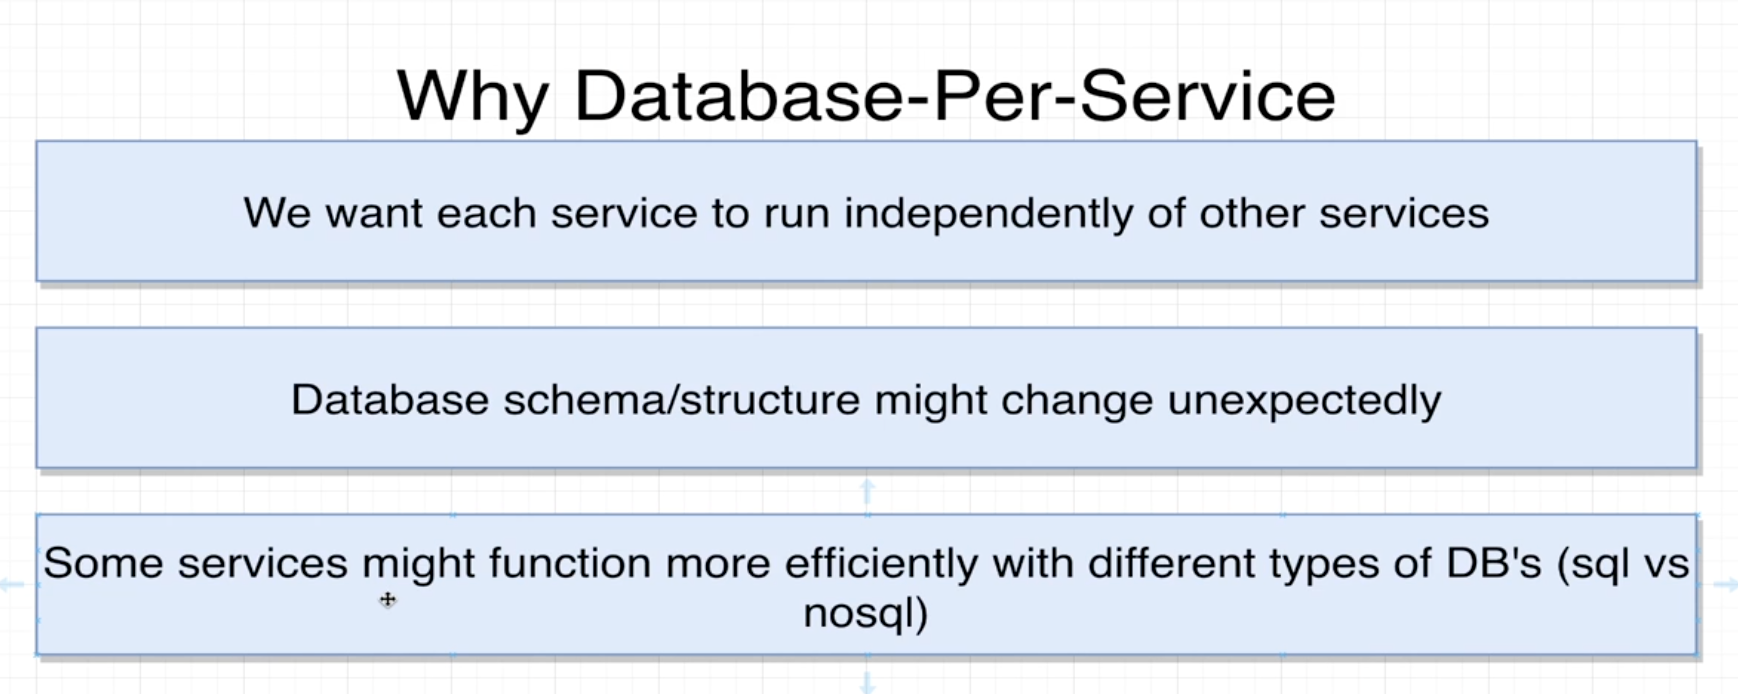 Why Database-Per-Service
We want each service to run independently of other services
Database schema/structure might change unexpectedly
Some services might function more efficiently with different types of DB's (sql vs
nosql)